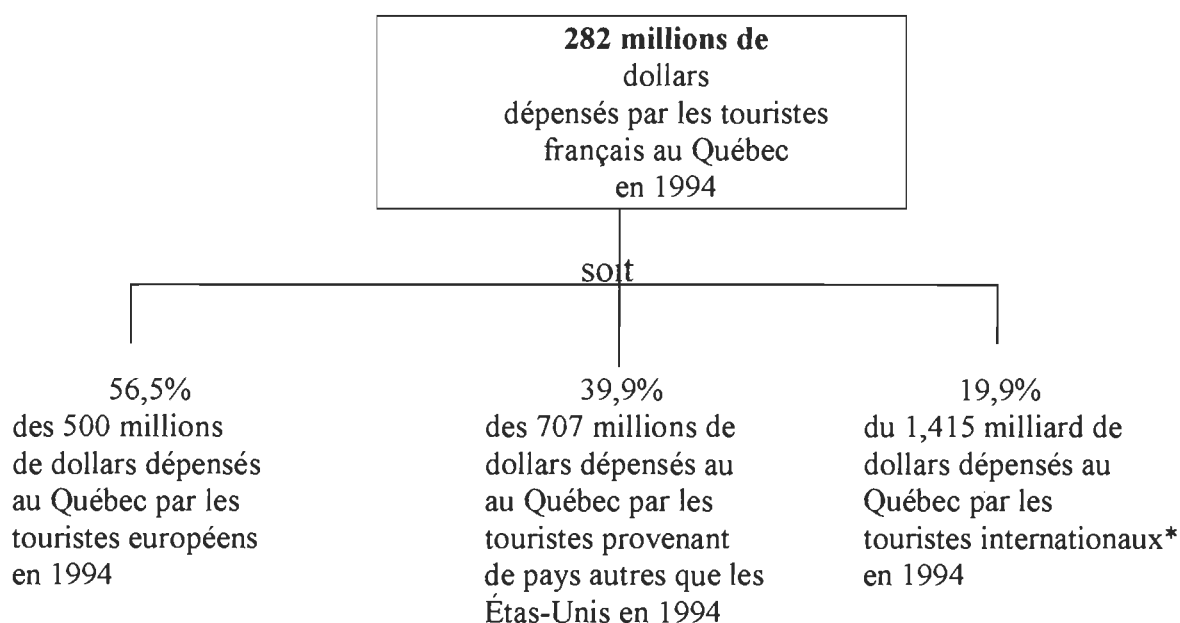 282 millions de
dollars
dépensés par les touristes
français au Québec
en 1994
soit
56,5%
des 500 millions
de dollars dépensés
au Québec par les
touristes européens
en 1994
39,9%
des 707 millions de
dollars dépensés au
au Québec par les
touristes provenant
de pays autres que les
Étas-Unis en 1994
19,9%
du 1,415 milliard de
dollars dépensés au
Québec par les
touristes internationaux*
en 1994